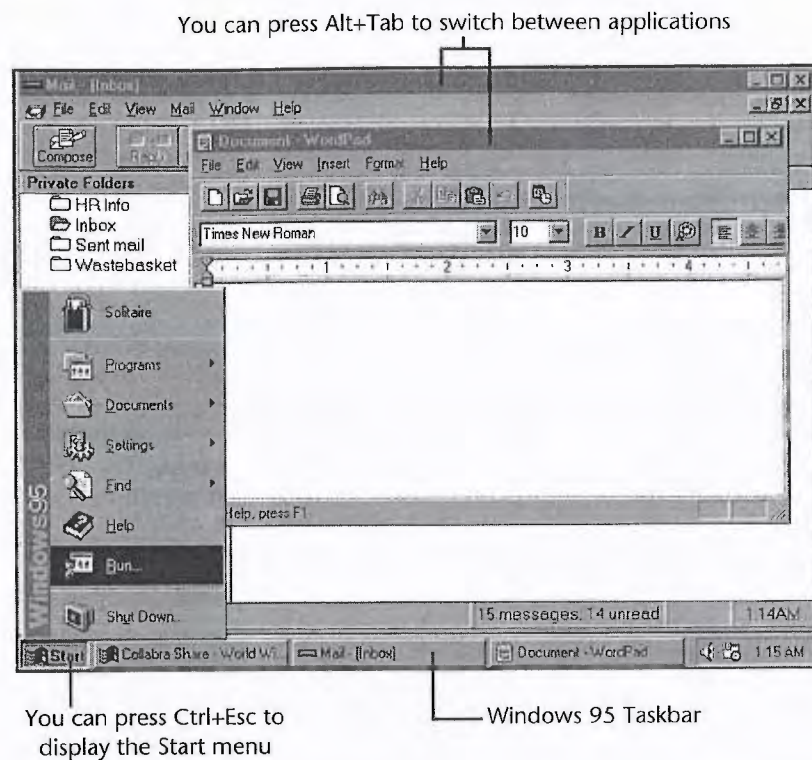 You can press Alt+Tab to switch between applications
Mail - [Inbox]
File Edit View Mail Window Help
Compose
Reply
Document - WordPad
File Edit View Insert Format Help
Private Folders
HR Info
Inbox
Sent mail
Wastebasket
Times New Roman
10
B I U
1 2 3 4
Solitaire
Programs
Documents
Settings
Find
Help
Run...
Shut Down...
Windows95
Help, press F1
15 messages, 14 unread
1:14AM
Start
Collabra Share - World Wi...
Mail - [Inbox]
Document - WordPad
1:15 AM
You can press Ctrl+Esc to
display the Start menu
Windows 95 Taskbar